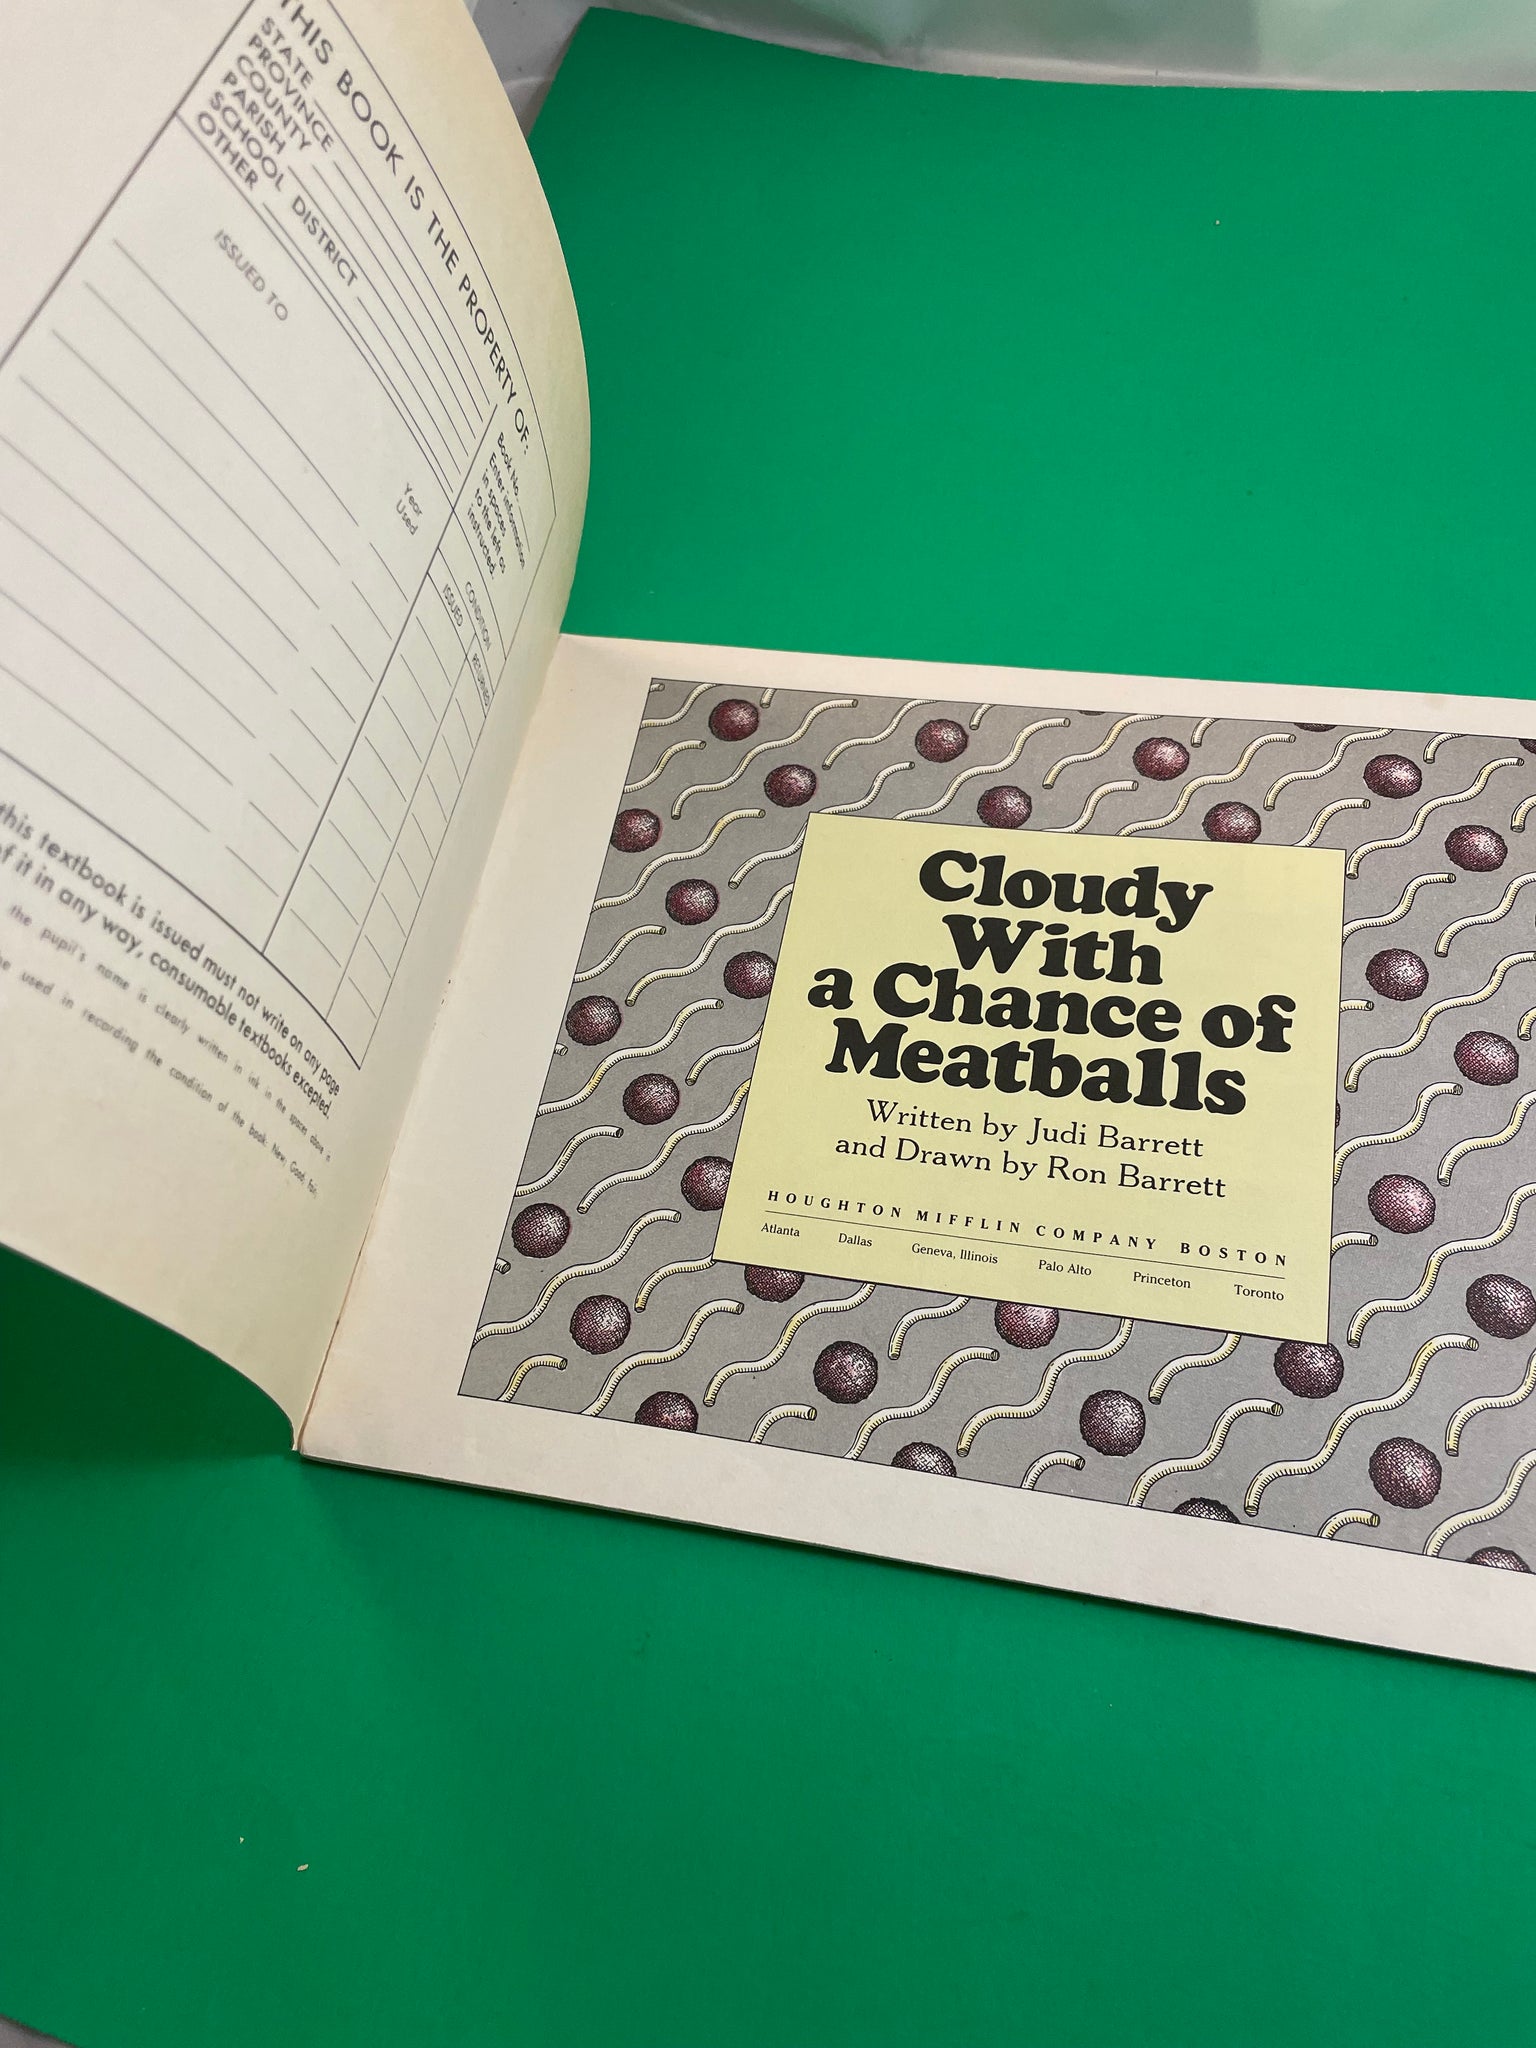 THIS BOOK IS THE PROPERTY OF:
STATE
PROVINCE
COUNTY
PARISH
SCHOOL DISTRICT
OTHER
Book No.
Enter information
in spaces
to the left as
instructed.
ISSUED TO
Year
Used
CONDITION
ISSUED
RETURNED
this textbook is issued must not write on any page
of it in any way, consumable textbooks excepted.
the pupil's name is clearly written in ink in the spaces above in
used in recording the condition of the book: New; Good; Fair;
Cloudy
With
a Chance of
Meatballs
Written by Judi Barrett
and Drawn by Ron Barrett
HOUGHTON MIFFLIN COMPANY BOSTON
Atlanta Dallas Geneva, Illinois Palo Alto Princeton Toronto